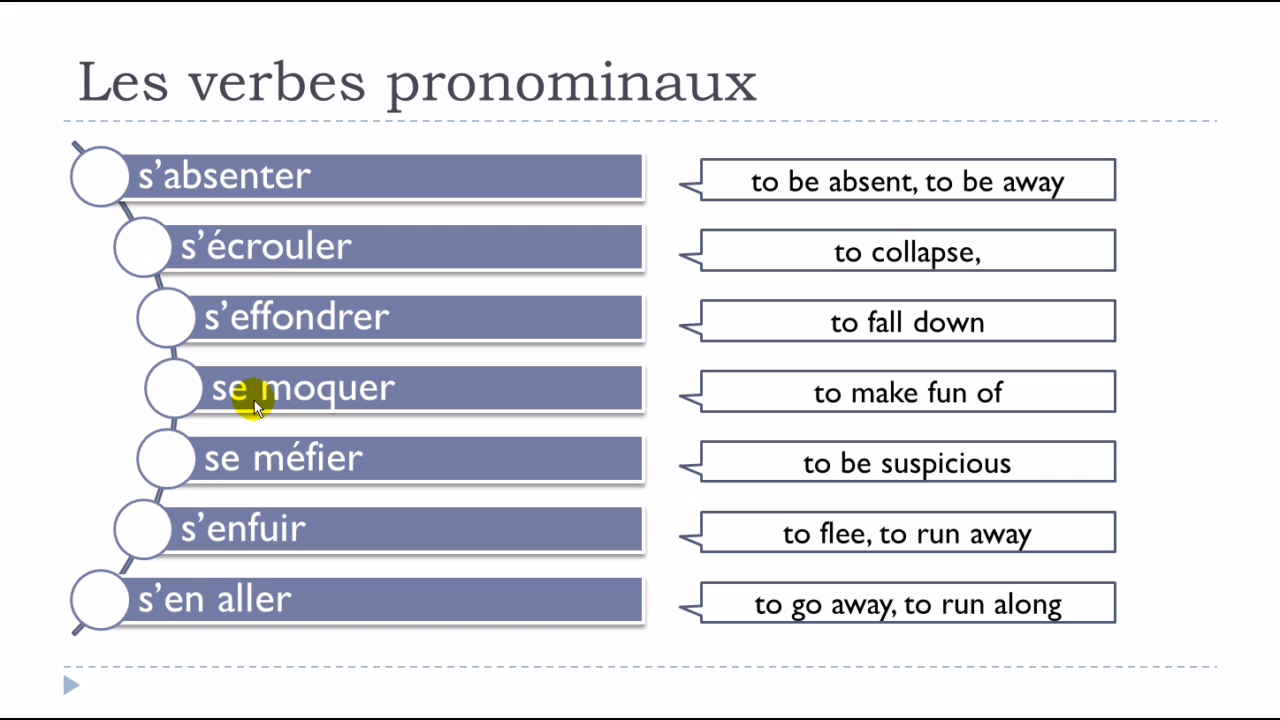 Les verbes pronominaux
s’absenter
to be absent, to be away
s’écrouler
to collapse,
s’effondrer
to fall down
se moquer
to make fun of
se méfier
to be suspicious
s’enfuir
to flee, to run away
s’en aller
to go away, to run along